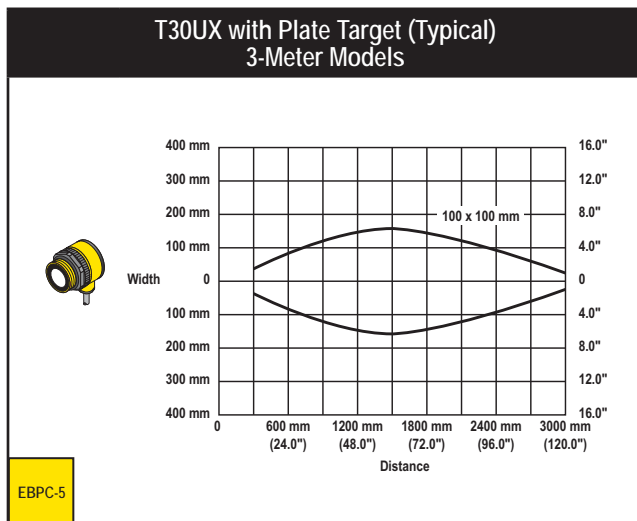 T30UX with Plate Target (Typical)
3-Meter Models
400 mm 16.0"
300 mm 12.0"
200 mm 8.0"
100 x 100 mm
100 mm 4.0"
Width 0 0
100 mm 4.0"
200 mm 8.0"
300 mm 12.0"
400 mm 16.0"
0 600 mm 1200 mm 1800 mm 2400 mm 3000 mm
(24.0") (48.0") (72.0") (96.0") (120.0")
Distance
EBPC-5